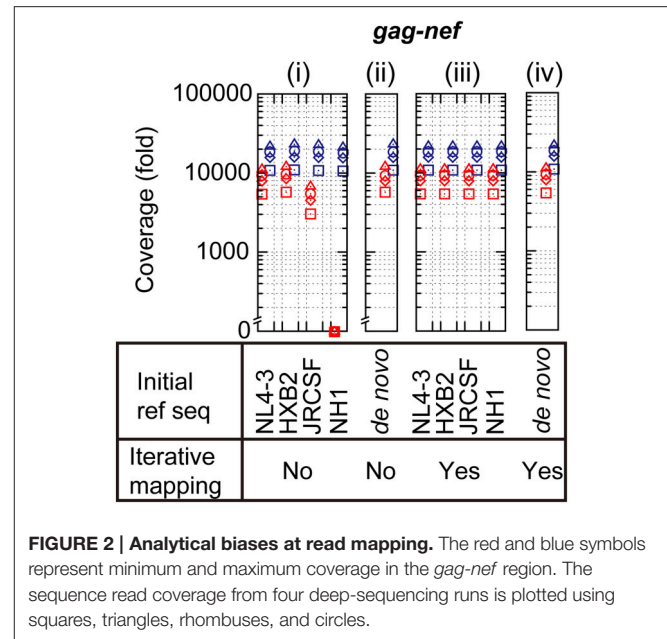 gag-nef
(i) (ii) (iii) (iv)
100000
10000
1000
0
Coverage (fold)
Initial ref seq
NL4-3
HXB2
JRCSF
NH1
de novo
NL4-3
HXB2
JRCSF
NH1
de novo
Iterative mapping
No No Yes Yes
FIGURE 2 | Analytical biases at read mapping. The red and blue symbols
represent minimum and maximum coverage in the gag-nef region. The
sequence read coverage from four deep-sequencing runs is plotted using
squares, triangles, rhombuses, and circles.